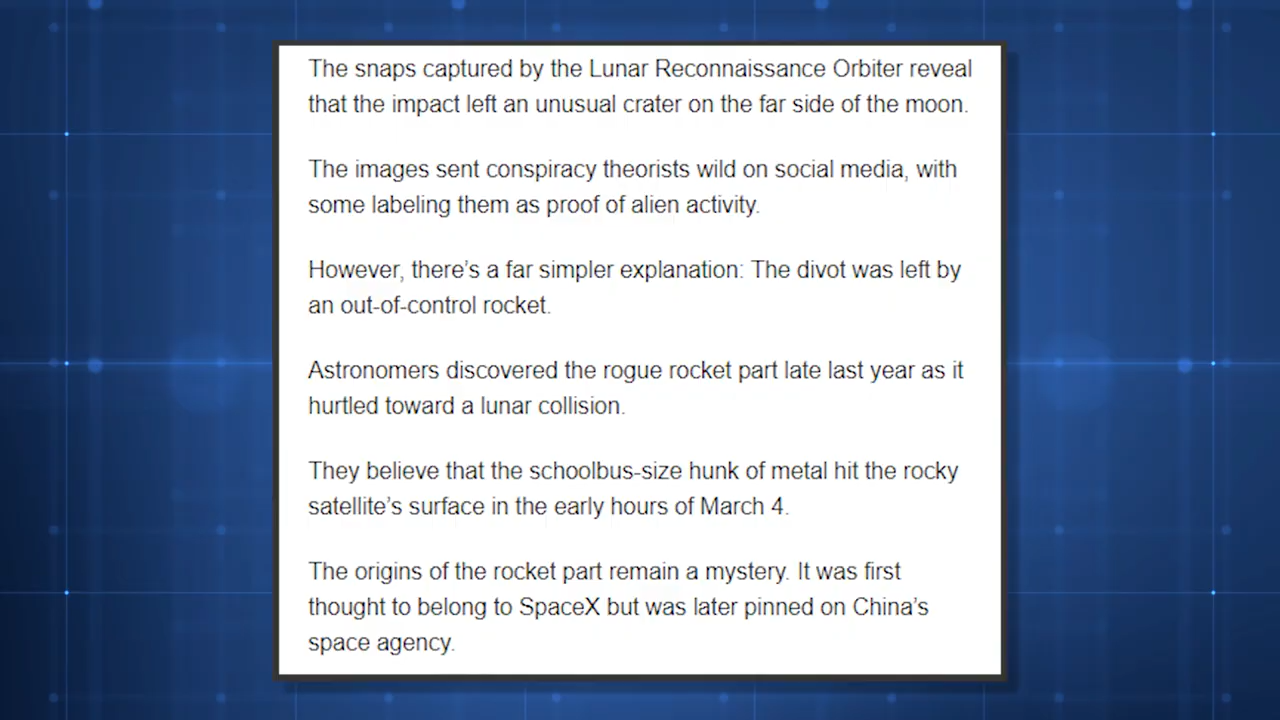 The snaps captured by the Lunar Reconnaissance Orbiter reveal
that the impact left an unusual crater on the far side of the moon.
The images sent conspiracy theorists wild on social media, with
some labeling them as proof of alien activity.
However, there’s a far simpler explanation: The divot was left by
an out-of-control rocket.
Astronomers discovered the rogue rocket part late last year as it
hurtled toward a lunar collision.
They believe that the schoolbus-size hunk of metal hit the rocky
satellite’s surface in the early hours of March 4.
The origins of the rocket part remain a mystery. It was first
thought to belong to SpaceX but was later pinned on China’s
space agency.